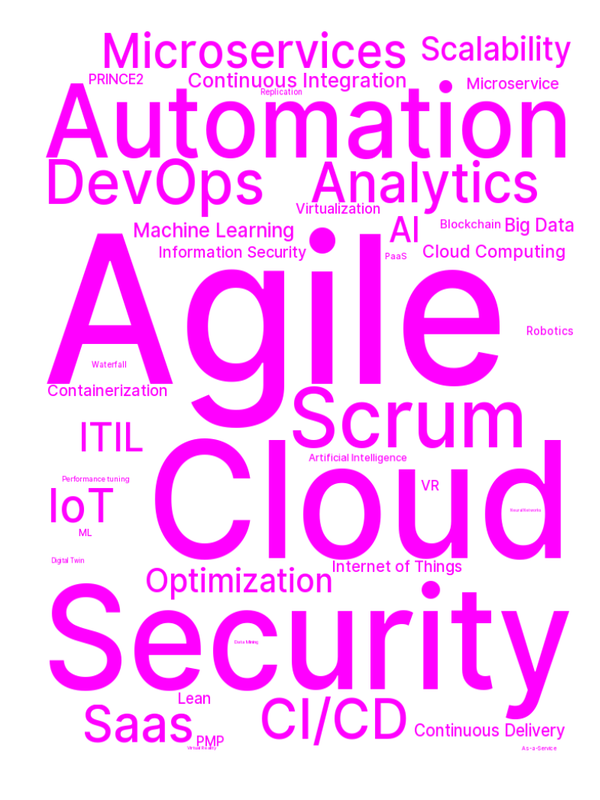 Microservices
Scalability
PRINCE2
Continuous Integration
Microservice
Replication
Automation
DevOps
Analytics
Virtualization
Machine Learning
AI
Blockchain
Big Data
Information Security
PaaS
Cloud Computing
Agile
Robotics
Waterfall
Containerization
Scrum
ITIL
Artificial Intelligence
Cloud
Performance tuning
VR
IoT
Neural Networks
ML
Digital Twin
Internet of Things
Optimization
Security
Data Mining
Lean
Saas
CI/CD
Continuous Delivery
PMP
Virtual Reality
As-a-Service